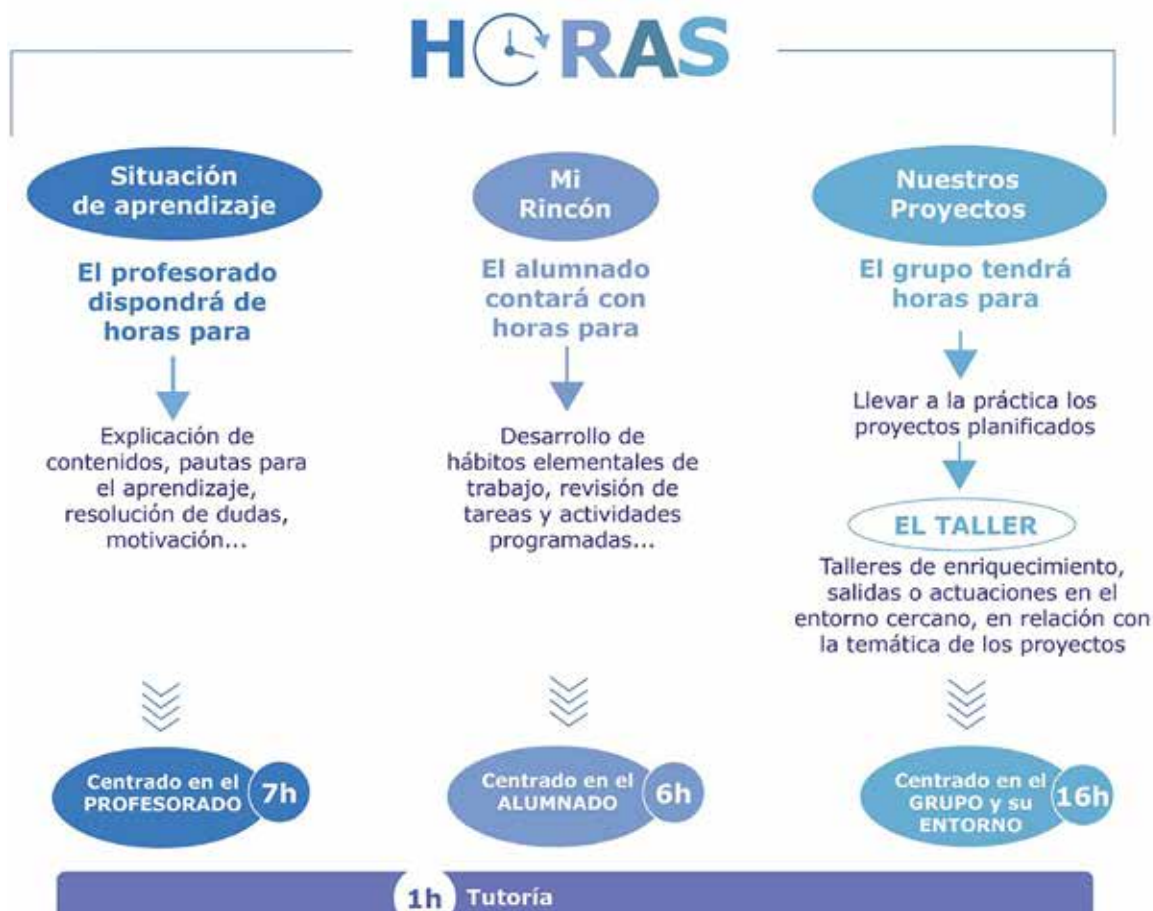 HORAS
Situación
de aprendizaje
El profesorado
dispondrá de
horas para
Explicación de
contenidos, pautas para
el aprendizaje,
resolución de dudas,
motivación...
Centrado en el
PROFESORADO
7h
Mi
Rincón
El alumnado
contará con
horas para
Desarrollo de
hábitos elementales de
trabajo, revisión de
tareas y actividades
programadas...
Centrado en el
ALUMNADO
6h
Nuestros
Proyectos
El grupo tendrá
horas para
Llevar a la práctica los
proyectos planificados
EL TALLER
Talleres de enriquecimiento,
salidas o actuaciones en el
entorno cercano, en relación con
la temática de los proyectos
Centrado en el
GRUPO y su
ENTORNO
16h
1h Tutoría